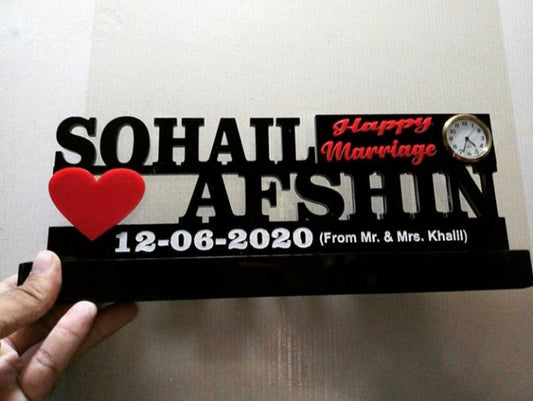 SOHAIL
Happy
Marriage
AFSHIN
12-06-2020 (From Mr. & Mrs. Khalil)